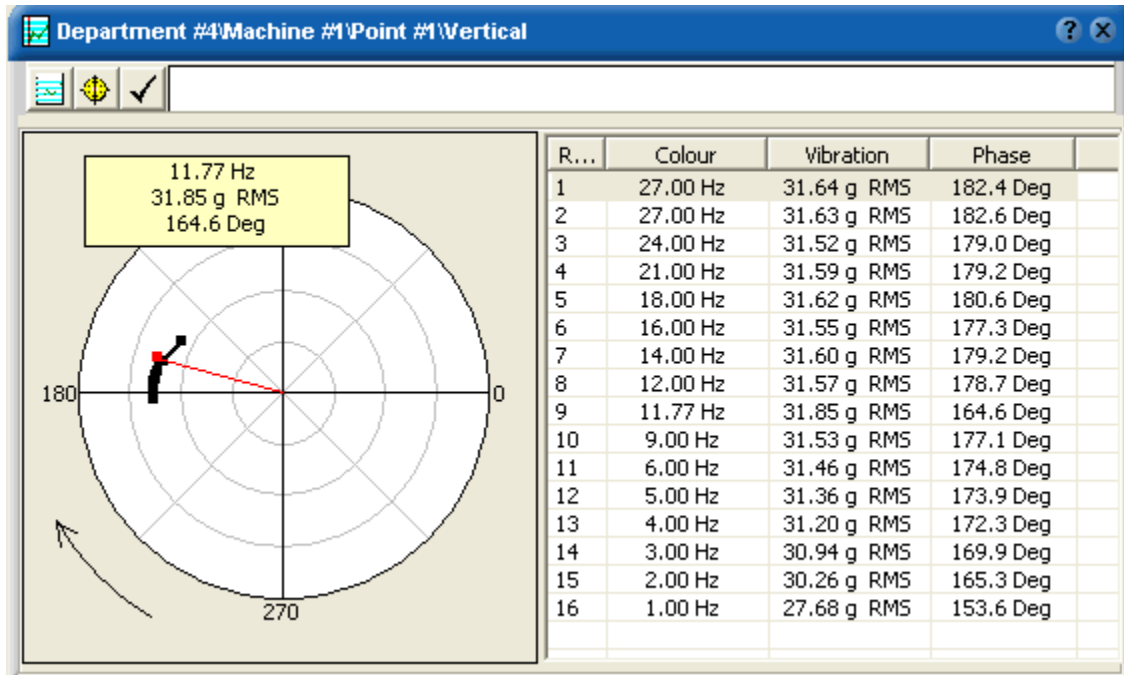 Department #4\Machine #1\Point #1\Vertical
11.77 Hz
31.85 g RMS
164.6 Deg
180
0
270
R... Colour Vibration Phase
1 27.00 Hz 31.64 g RMS 182.4 Deg
2 27.00 Hz 31.63 g RMS 182.6 Deg
3 24.00 Hz 31.52 g RMS 179.0 Deg
4 21.00 Hz 31.59 g RMS 179.2 Deg
5 18.00 Hz 31.62 g RMS 180.6 Deg
6 16.00 Hz 31.55 g RMS 177.3 Deg
7 14.00 Hz 31.60 g RMS 179.2 Deg
8 12.00 Hz 31.57 g RMS 178.7 Deg
9 11.77 Hz 31.85 g RMS 164.6 Deg
10 9.00 Hz 31.53 g RMS 177.1 Deg
11 6.00 Hz 31.46 g RMS 174.8 Deg
12 5.00 Hz 31.36 g RMS 173.9 Deg
13 4.00 Hz 31.20 g RMS 172.3 Deg
14 3.00 Hz 30.94 g RMS 169.9 Deg
15 2.00 Hz 30.26 g RMS 165.3 Deg
16 1.00 Hz 27.68 g RMS 153.6 Deg